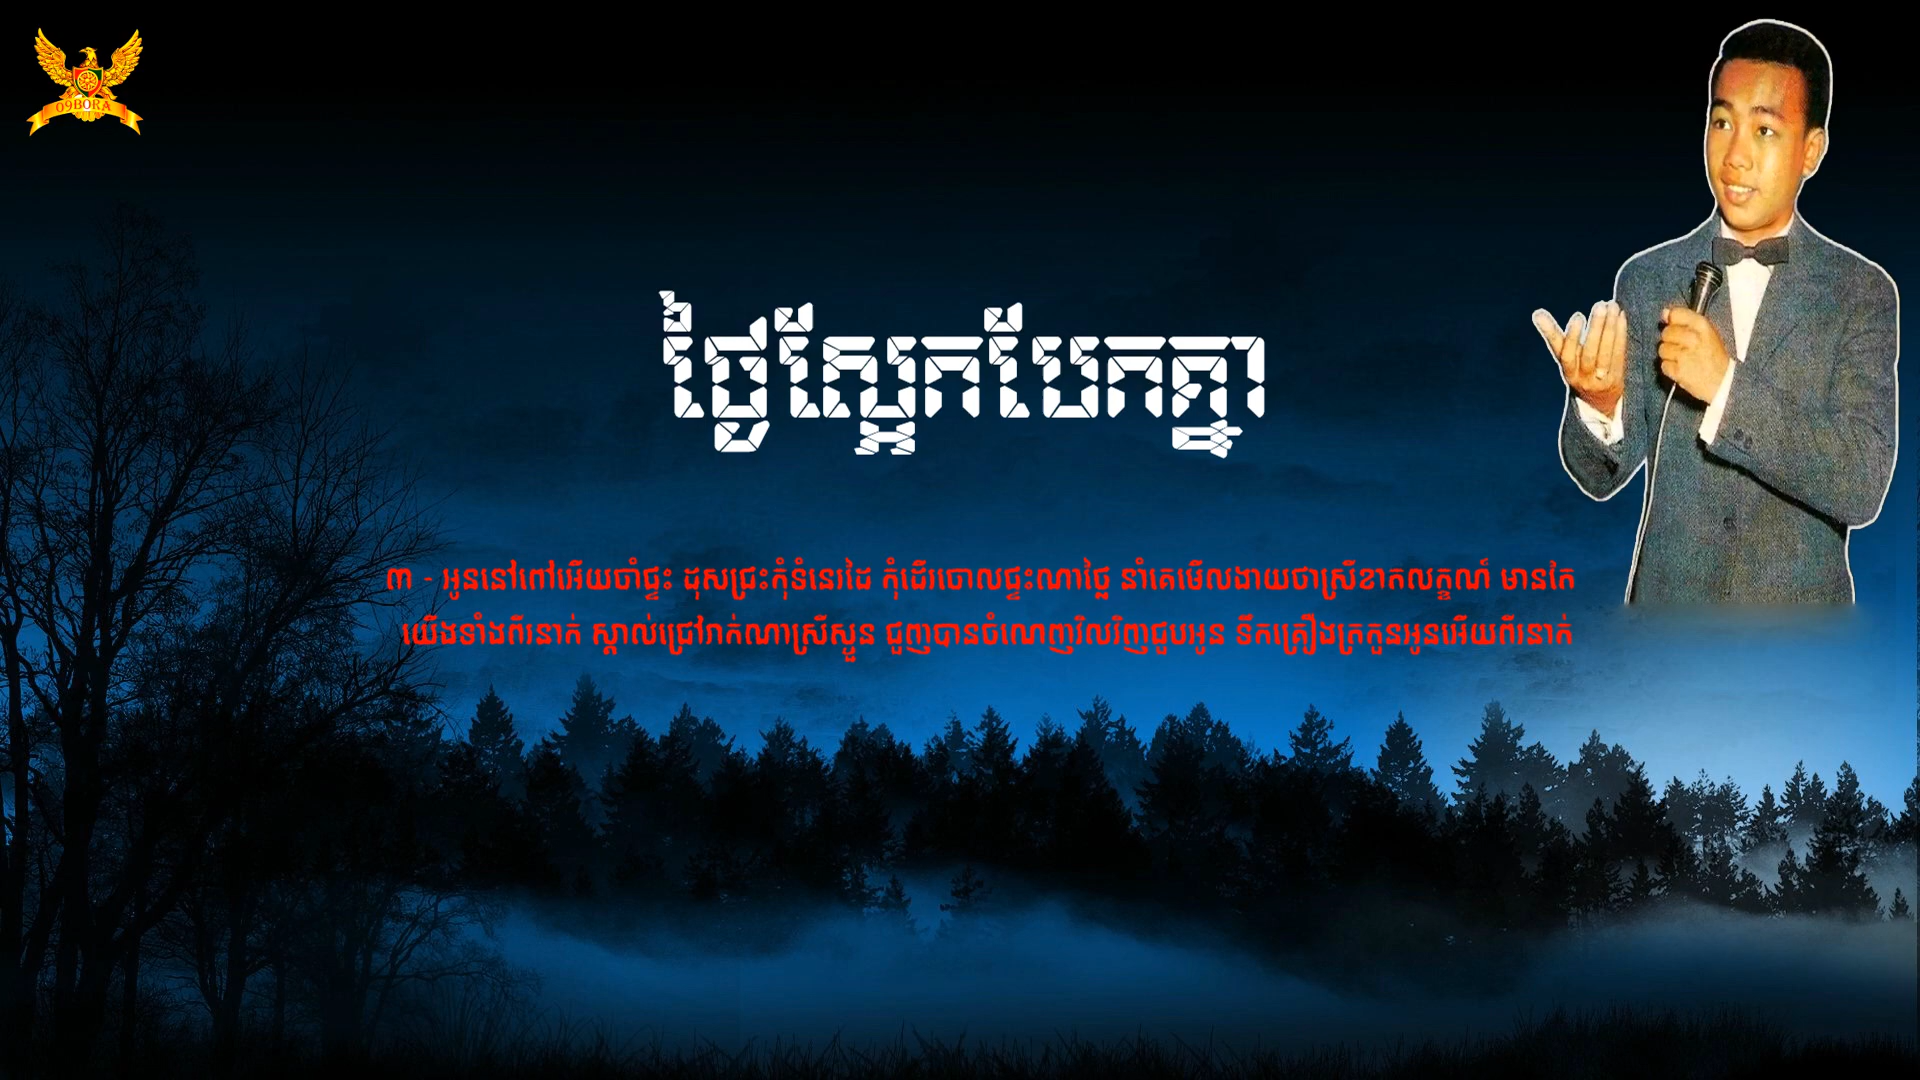 09BORA
ថ្ងៃស្អែកបែកគ្នា
៣ - អូននៅពៅអើយចាំផ្ទះ ដុសជ្រះកុំទំនេរដៃ កុំដើរចោលផ្ទះណាថ្លៃ នាំគេមើលងាយថាស្រីខាតលក្ខណ៍ មានតែ
យើងទាំងពីរនាក់ ស្គាល់ជ្រៅរាក់ណាស្រីស្ងួន ជួញបានចំណេញវិលវិញជូបអូន ទឹកគ្រឿងត្រកួនអូនអើយពីរនាក់